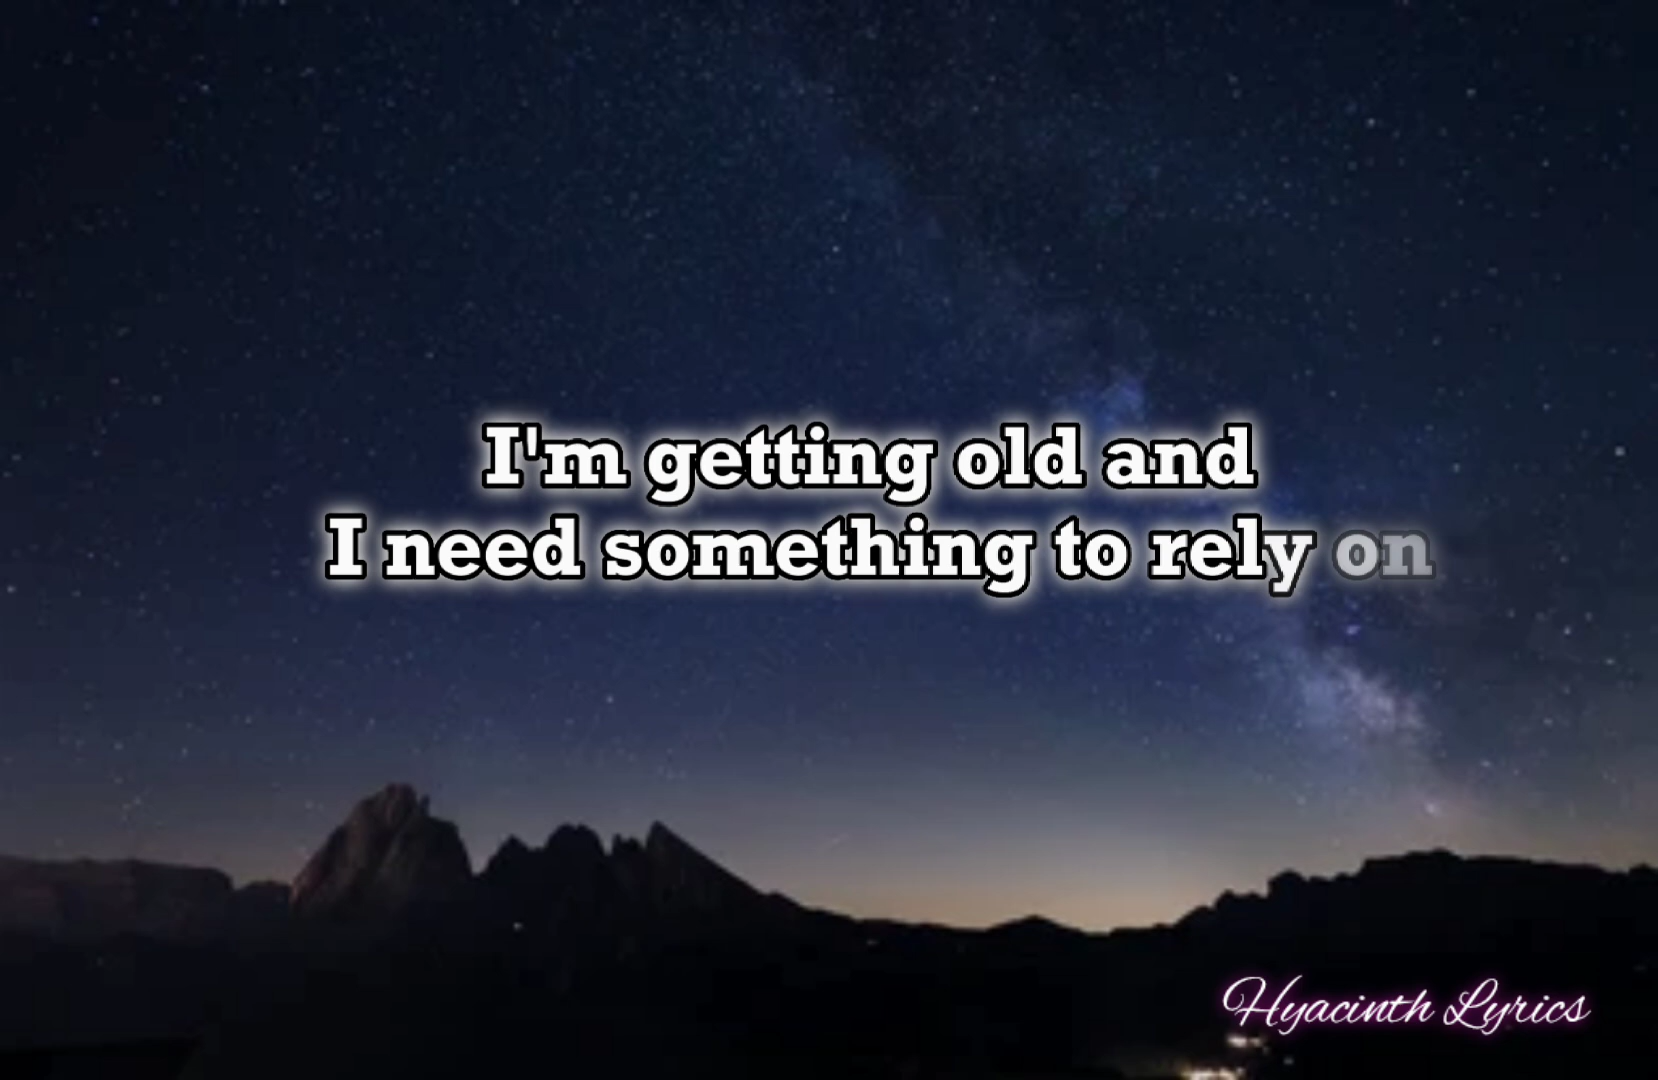 I'm getting old and
I need something to rely on
Hyacinth Lyrics